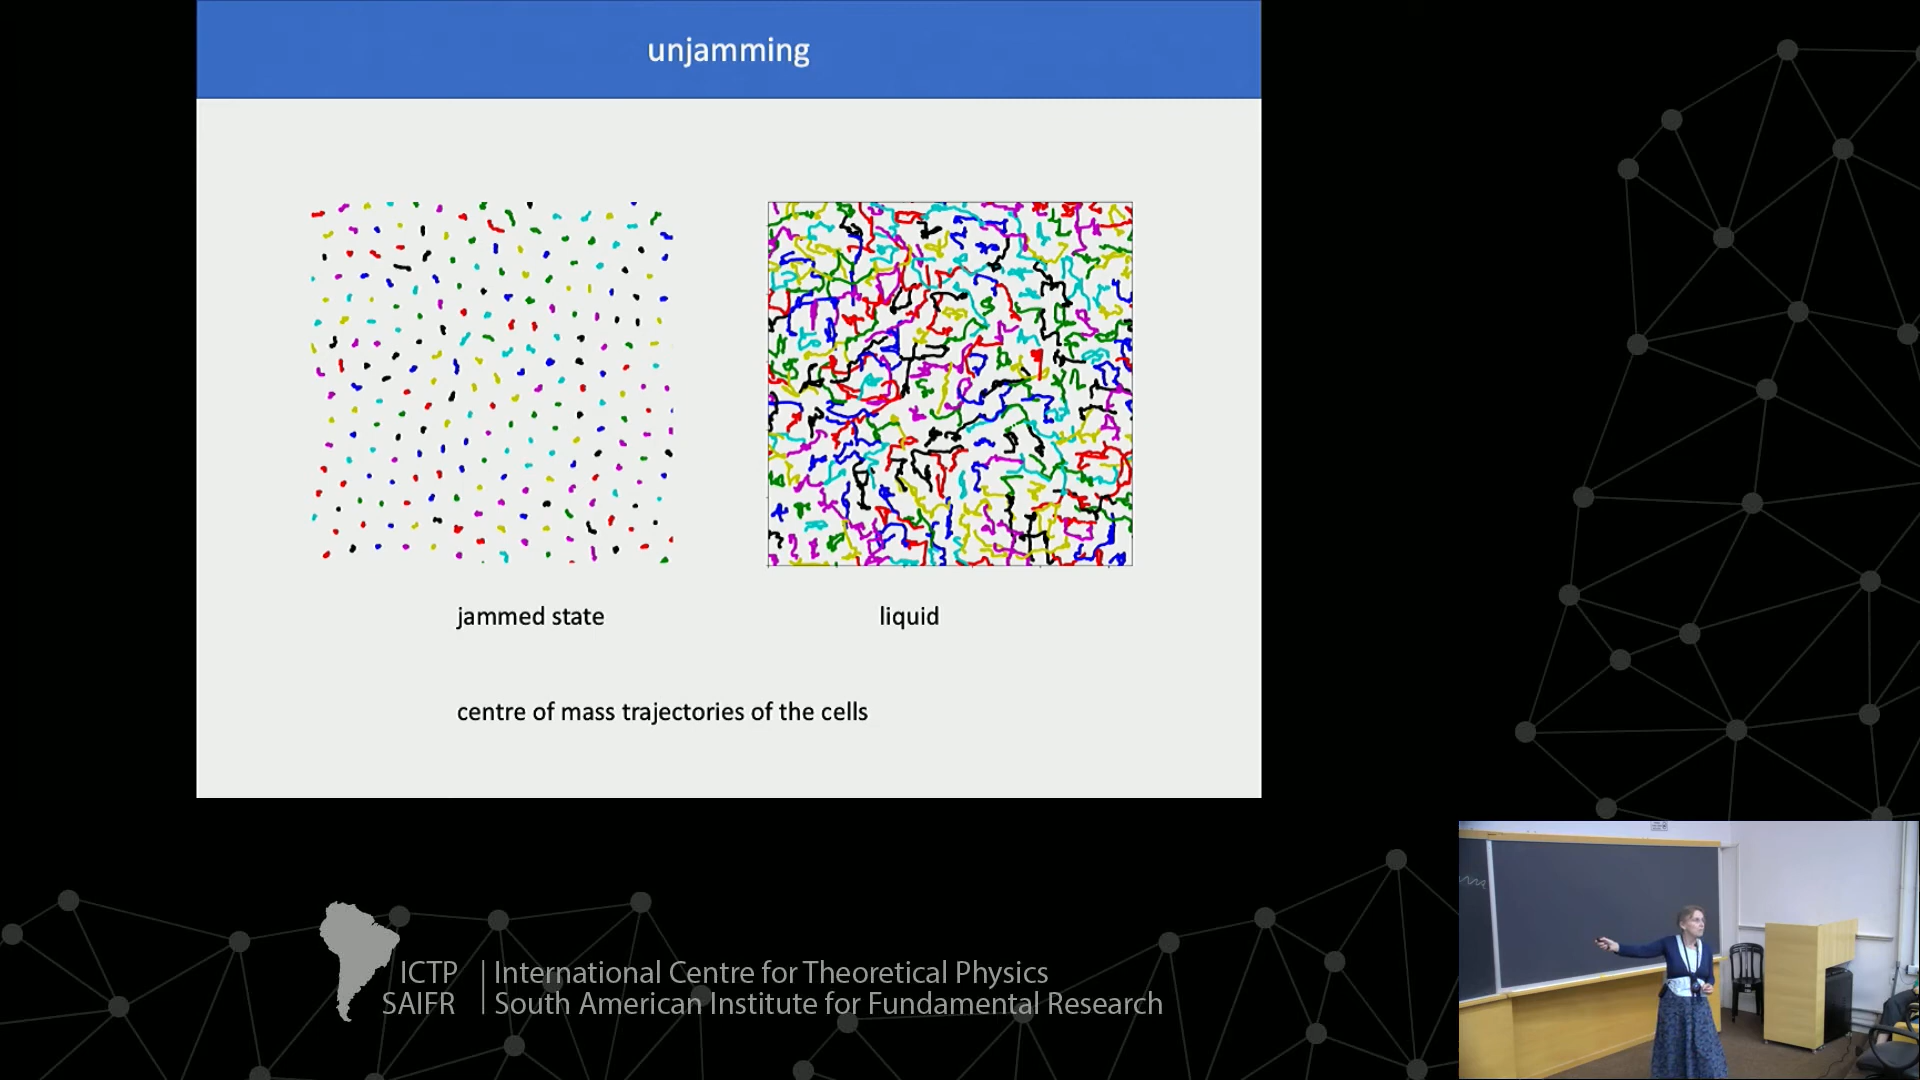 unjamming
jammed state
liquid
centre of mass trajectories of the cells
ICTP
SAIFR
International Centre for Theoretical Physics
South American Institute for Fundamental Research